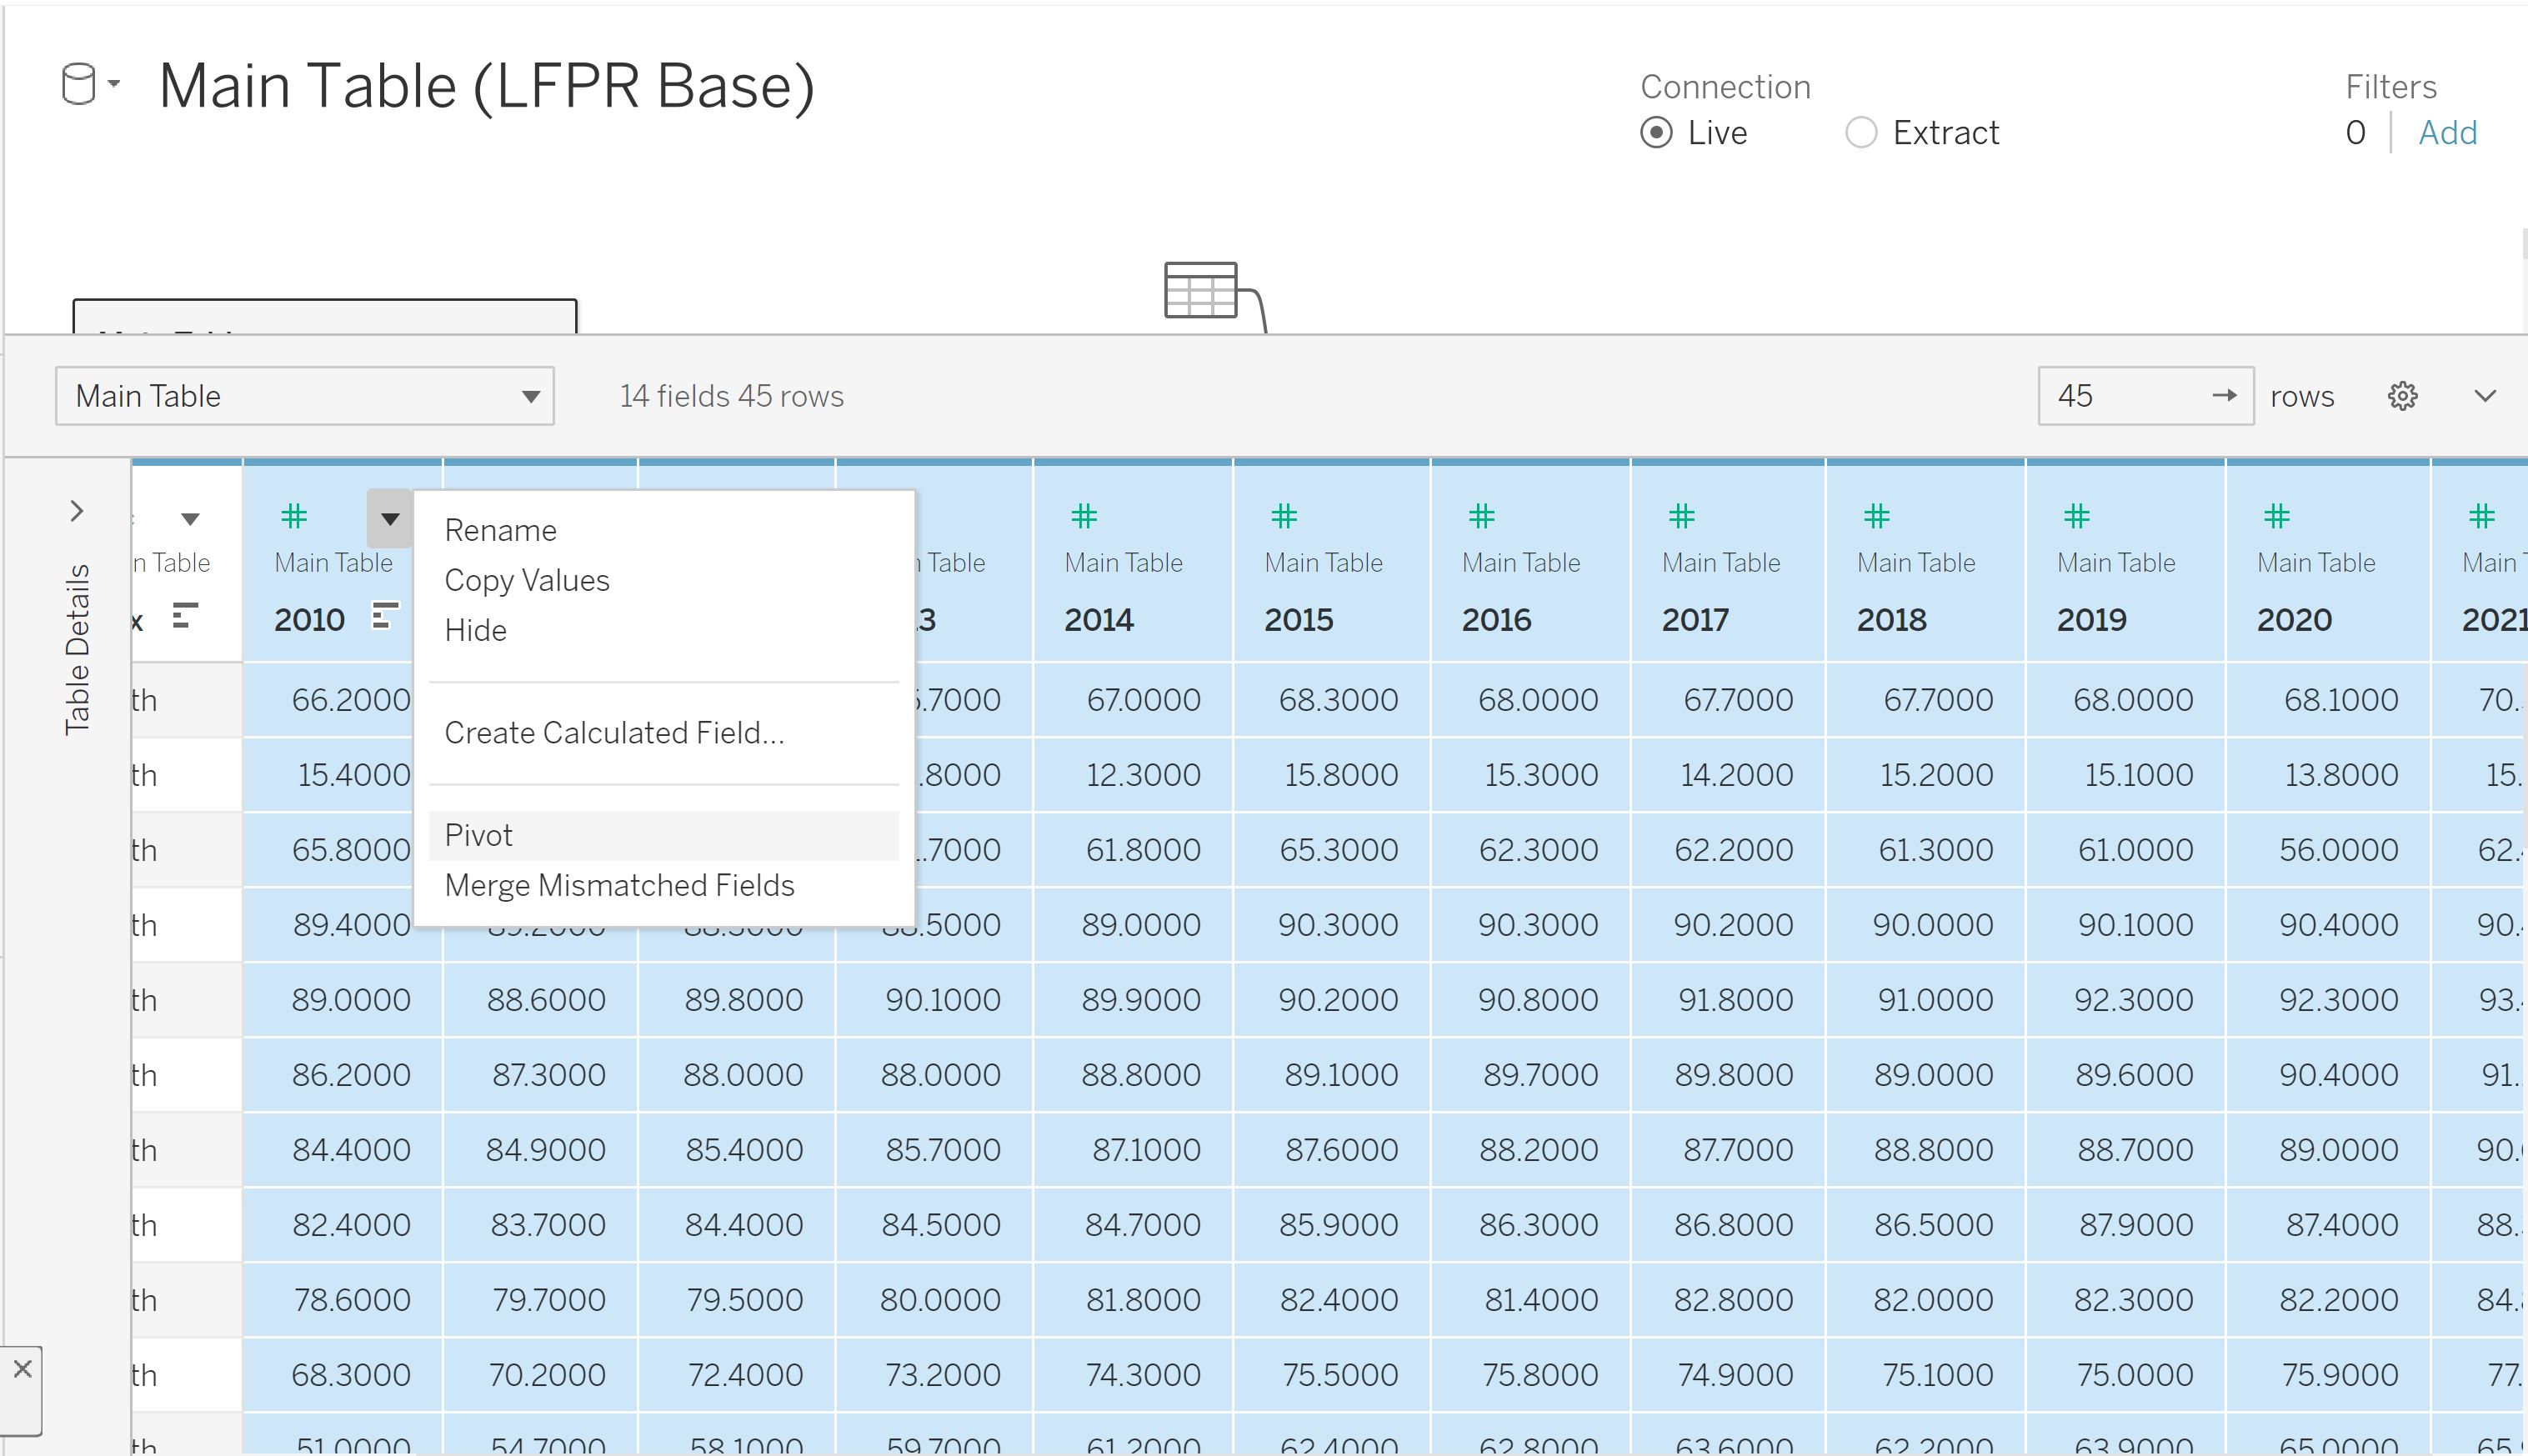 Main Table (LFPR Base)
Connection
Live
Extract
Filters
0
Add
Main Table
14 fields 45 rows
45
rows
Table Details
n Table
Main Table
n Table
Main Table
Main Table
Main Table
Main Table
Main Table
Main Table
Main Table
Main
x 2010 .3 2014 2015 2016 2017 2018 2019 2020 2021
Rename
Copy Values
Hide
Create Calculated Field...
Pivot
Merge Mismatched Fields
th 66.2000 .7000 67.0000 68.3000 68.0000 67.7000 67.7000 68.0000 68.1000 70.
th 15.4000 .8000 12.3000 15.8000 15.3000 14.2000 15.2000 15.1000 13.8000 15.
th 65.8000 .7000 61.8000 65.3000 62.3000 62.2000 61.3000 61.0000 56.0000 62.
th 89.4000 89.2000 88.5000 89.0000 90.3000 90.3000 90.2000 90.0000 90.1000 90.4000 90.
th 89.0000 88.6000 89.8000 90.1000 89.9000 90.2000 90.8000 91.8000 91.0000 92.3000 92.3000 93.
th 86.2000 87.3000 88.0000 88.0000 88.8000 89.1000 89.7000 89.8000 89.0000 89.6000 90.4000 91.
th 84.4000 84.9000 85.4000 85.7000 87.1000 87.6000 88.2000 87.7000 88.8000 88.7000 89.0000 90.
th 82.4000 83.7000 84.4000 84.5000 84.7000 85.9000 86.3000 86.8000 86.5000 87.9000 87.4000 88.
th 78.6000 79.7000 79.5000 80.0000 81.8000 82.4000 81.4000 82.8000 82.0000 82.3000 82.2000 84.
th 68.3000 70.2000 72.4000 73.2000 74.3000 75.5000 75.8000 74.9000 75.1000 75.0000 75.9000 77.
th 51.0000 54.7000 58.1000 59.7000 61.2000 62.4000 62.8000 63.6000 62.2000 63.9000 65.0000 65.